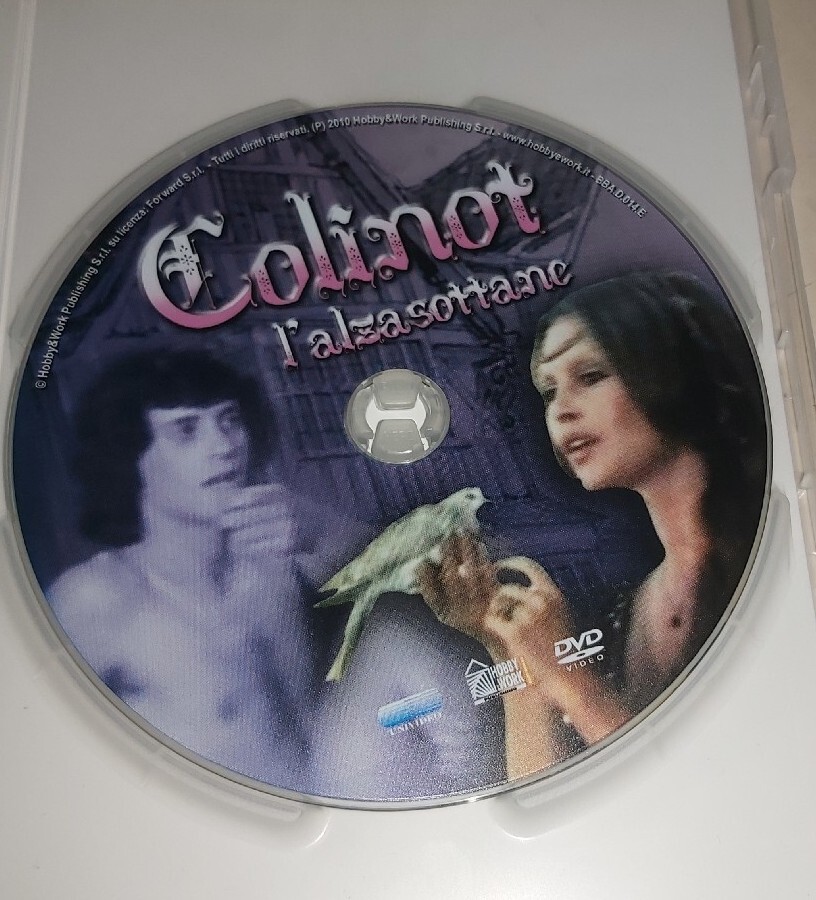 © Hobby&Work Publishing S.r.l. su licenza: Forward S.r.l. - Tutti i diritti riservati. (P) 2010 Hobby&Work Publishing S.r.l. - www.hobbyework.it - BBA.D.014.E
Colinot
l'alzasottane
DVD
VIDEO
HOBBY
&WORK
UNIVIDEO